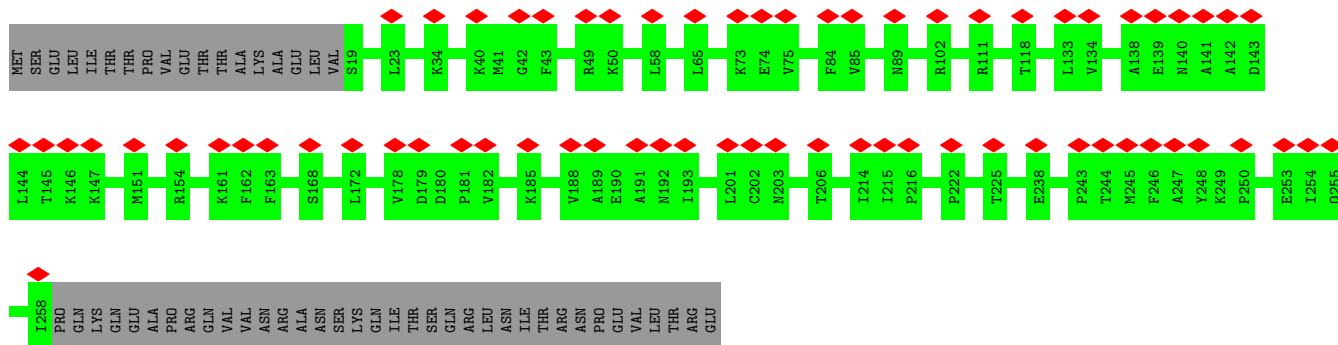 MET SER GLU LEU ILE THR THR PRO VAL GLU THR THR ALA LYS ALA GLU LEU VAL S19 L23 K34 K40 M41 G42 F43 R49 K50 L58 L65 K73 E74 V75 F84 V85 N89 R102 R111 T118 L133 V134 A138 E139 N140 A141 A142 D143
L144 T145 K146 K147 M151 R154 K161 F162 F163 S168 L172 V178 D179 D180 P181 V182 K185 V188 A189 E190 A191 N192 I193 L201 C202 N203 T206 I214 I215 P216 P222 T225 E238 P243 T244 M245 F246 A247 Y248 K249 P250 E253 I254 Q255
I258 PRO GLN LYS GLN GLU ALA PRO ARG GLN VAL VAL ASN ARG ALA ASN SER LYS GLN ILE THR SER GLN ARG LEU ASN ILE THR ARG ASN PRO GLU VAL LEU THR ARG GLU